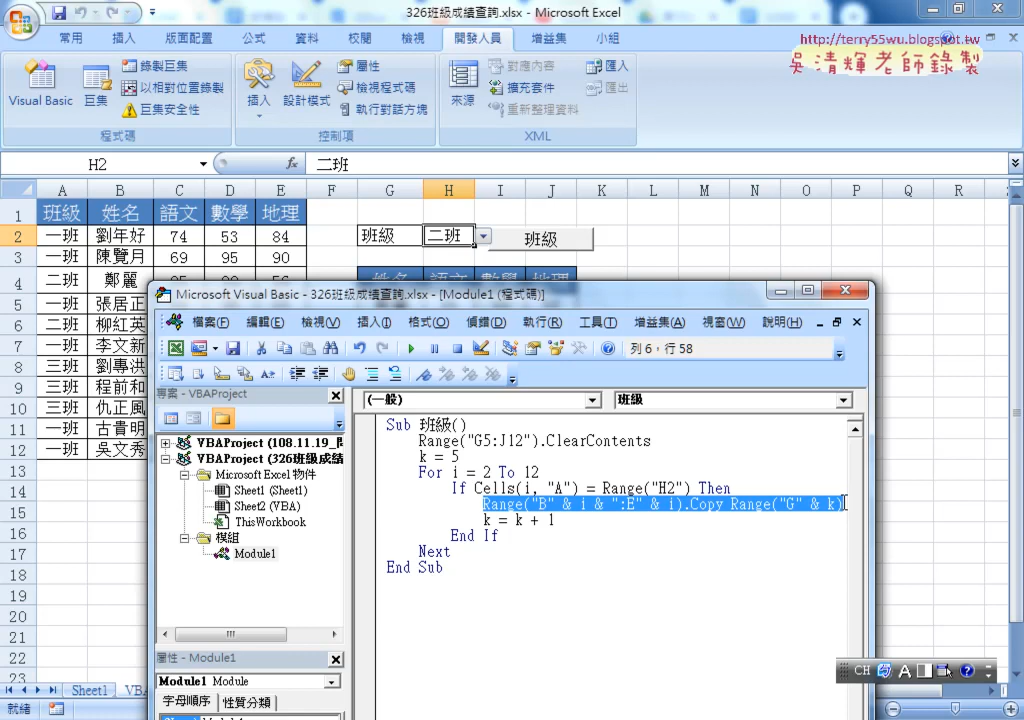 326班級成績查詢.xlsx - Microsoft Excel
常用 插入 版面配置 公式 資料 校閱 檢視 開發人員 增益集 小組
http://terry55wu.blogspot.tw
吳清輝老師錄製
Visual Basic 巨集 錄製巨集 以相對位置錄製 巨集安全性
插入 設計模式 屬性 檢視程式碼 執行對話方塊
來源 對應內容 擴充套件 重新整理資料 匯入 匯出
程式碼 控制項 XML
H2 fx 二班
A B C D E F G H I J K L M N O P Q R
1 班級 姓名 語文 數學 地理
2 一班 劉年好 74 53 84 班級 二班 班級
3 一班 陳覽月 69 95 90
4 二班 鄭麗
5 一班 張居正
6 二班 柳紅英
7 一班 李文新
8 三班 劉專洪
9 三班 程前和
10 三班 仇正風
11 一班 古貴明
12 一班 吳文秀
13
14
15
16
17
18
19
20
21
22
23
Microsoft Visual Basic - 326班級成績查詢.xlsx - [Module1 (程式碼)]
檔案(F) 編輯(E) 檢視(V) 插入(I) 格式(O) 偵錯(D) 執行(R) 工具(T) 增益集(A) 視窗(W) 說明(H)
列 6，行 58
專案 - VBAProject
VBAProject (108.11.19_
VBAProject (326班級成績
Microsoft Excel 物件
Sheet1 (Sheet1)
Sheet2 (VBA)
ThisWorkbook
模組
Module1
屬性 - Module1
Module1 Module
字母順序 性質分類
(一般) 班級
Sub 班級()
Range("G5:J12").ClearContents
k = 5
For i = 2 To 12
If Cells(i, "A") = Range("H2") Then
Range("B" & i & ":E" & i).Copy Range("G" & k)
k = k + 1
End If
Next
End Sub
CH
Sheet1 VB
就緒